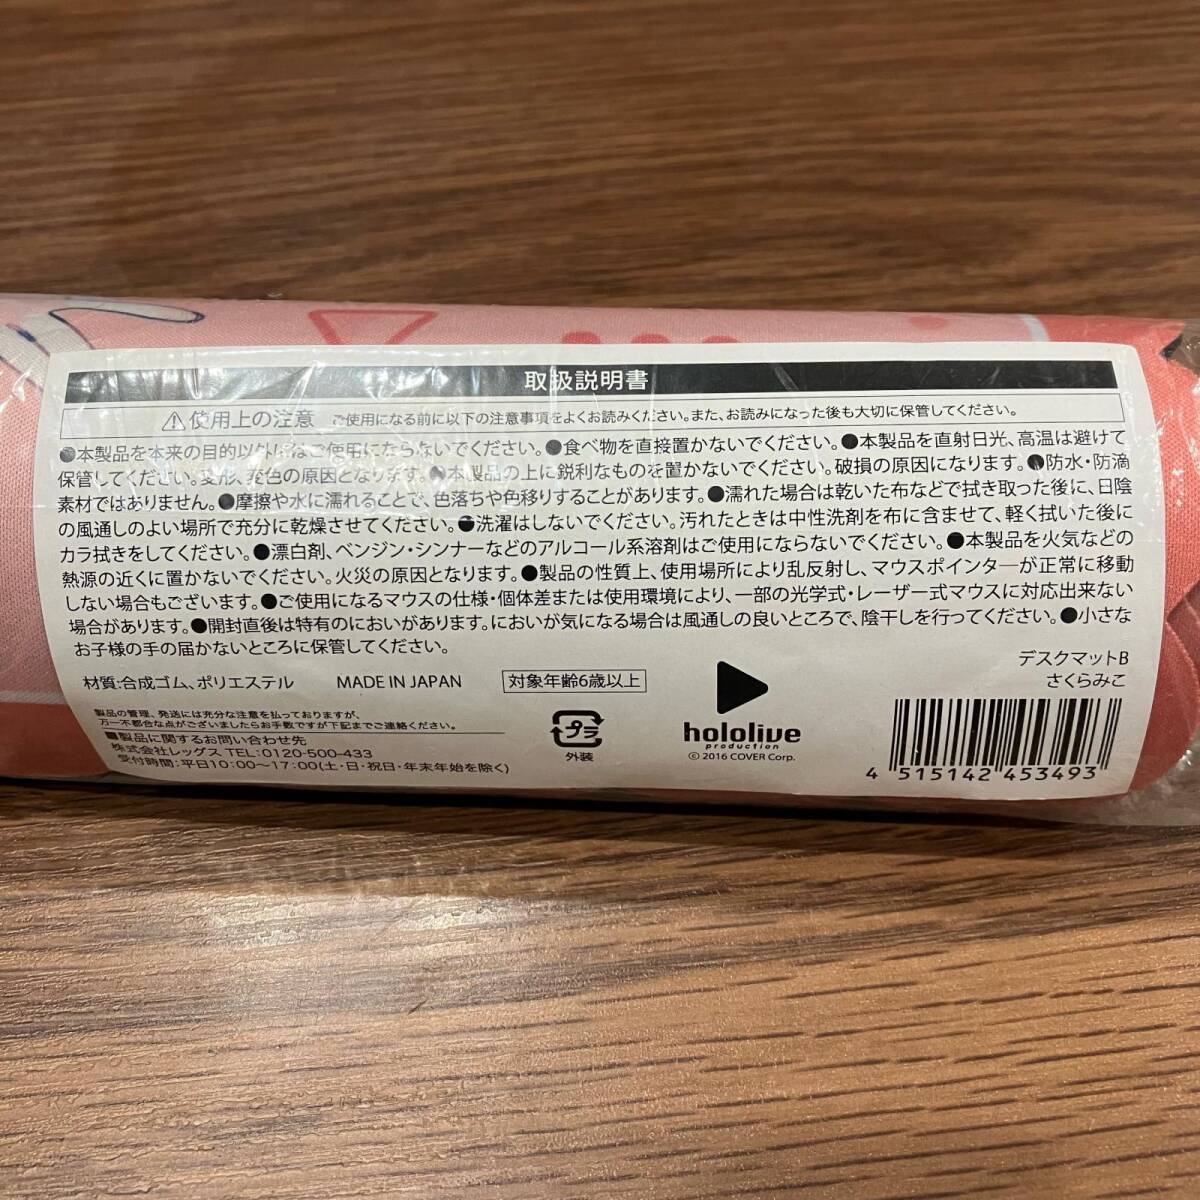 取扱説明書
⚠使用上の注意 ご使用になる前に以下の注意事項をよくお読みください。また、お読みになった後も大切に保管してください。
●本製品を本来の目的以外にはご使用にならないでください。●食べ物を直接置かないでください。●本製品を直射日光、高温は避けて
保管してください。変形、変色の原因となります。●本製品の上に鋭利なものを置かないでください。破損の原因になります。●防水・防滴
素材ではありません。●摩擦や水に濡れることで、色落ちや色移りすることがあります。●濡れた場合は乾いた布などで拭き取った後に、日陰
の風通しのよい場所で充分に乾燥させてください。●洗濯はしないでください。汚れたときは中性洗剤を布に含ませて、軽く拭いた後に
カラ拭きをしてください。●漂白剤、ベンジン・シンナーなどのアルコール系溶剤はご使用にならないでください。●本製品を火気などの
熱源の近くに置かないでください。火災の原因となります。●製品の性質上、使用場所により乱反射し、マウスポインターが正常に移動
しない場合もございます。●ご使用になるマウスの仕様・個体差または使用環境により、一部の光学式・レーザー式マウスに対応出来ない
場合があります。●開封直後は特有のにおいがあります。においが気になる場合は風通しの良いところで、陰干しを行ってください。●小さな
お子様の手の届かないところに保管してください。
材質:合成ゴム、ポリエステル MADE IN JAPAN 対象年齢6歳以上
製品の管理、発送には充分な注意を払っておりますが、
万一不都合な点がございましたらお手数ですが下記までご連絡ください。
■製品に関するお問い合わせ先
株式会社レッグス TEL:0120-500-433
受付時間:平日10:00〜17:00(土・日・祝日・年末年始を除く)
プラ
外装
hololive
production
© 2016 COVER Corp.
デスクマットB
さくらみこ
4 515142 453493